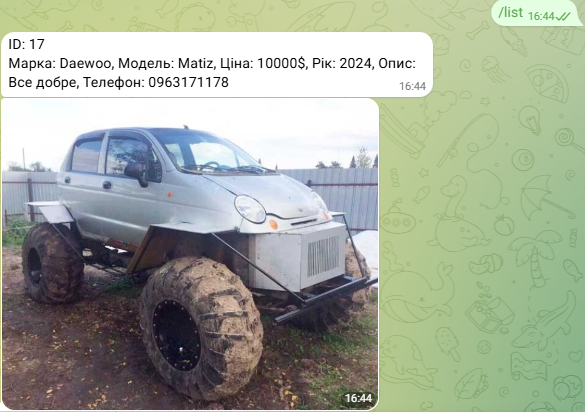 /list 16:44
ID: 17
Марка: Daewoo, Модель: Matiz, Ціна: 10000$, Рік: 2024, Опис:
Все добре, Телефон: 0963171178
16:44
16:44